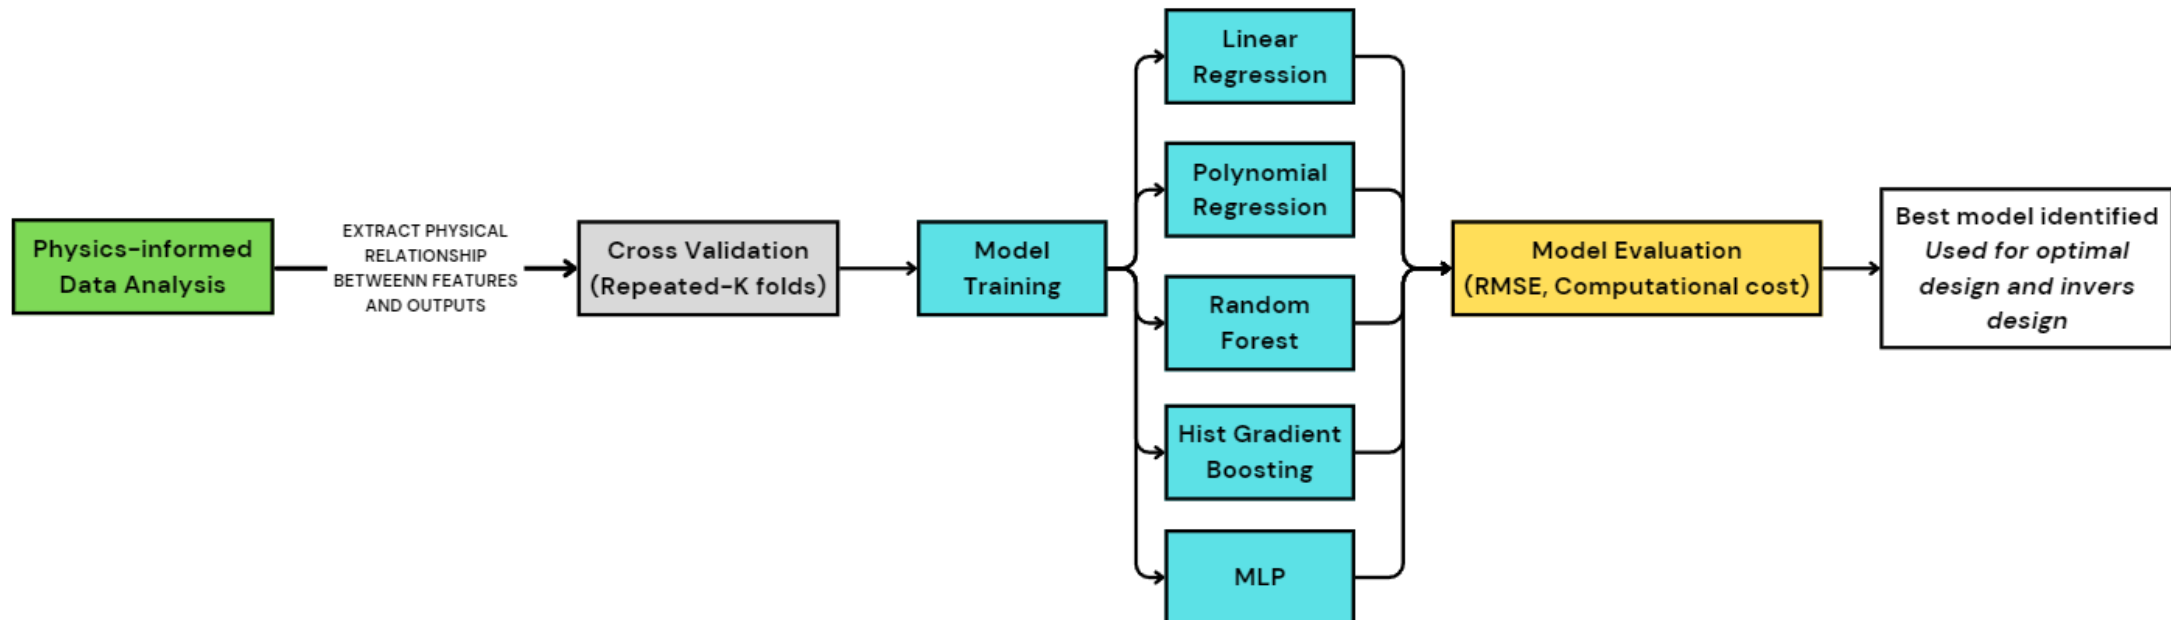 Physics-informed
Data Analysis
EXTRACT PHYSICAL
RELATIONSHIP
BETWEENN FEATURES
AND OUTPUTS
Cross Validation
(Repeated-K folds)
Model
Training
Linear
Regression
Polynomial
Regression
Random
Forest
Hist Gradient
Boosting
MLP
Model Evaluation
(RMSE, Computational cost)
Best model identified
Used for optimal
design and invers
design